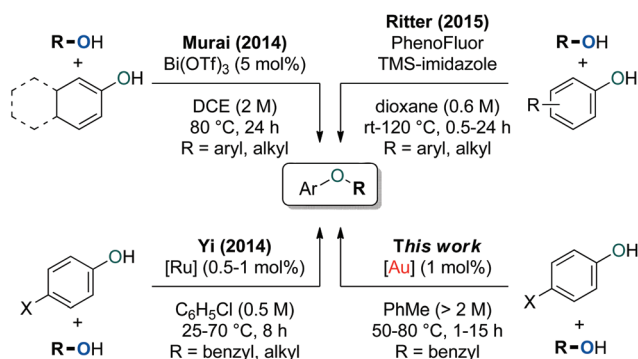 R-OH
+
OH
Murai (2014)
Bi(OTf)₃ (5 mol%)
DCE (2 M)
80 °C, 24 h
R = aryl, alkyl
Ritter (2015)
PhenoFluor
TMS-imidazole
dioxane (0.6 M)
rt-120 °C, 0.5-24 h
R = aryl, alkyl
R-OH
+
OH
R
Ar O R
OH
X
+
R-OH
Yi (2014)
[Ru] (0.5-1 mol%)
C₆H₅Cl (0.5 M)
25-70 °C, 8 h
R = benzyl, alkyl
This work
[Au] (1 mol%)
PhMe (> 2 M)
50-80 °C, 1-15 h
R = benzyl
OH
X
+
R-OH